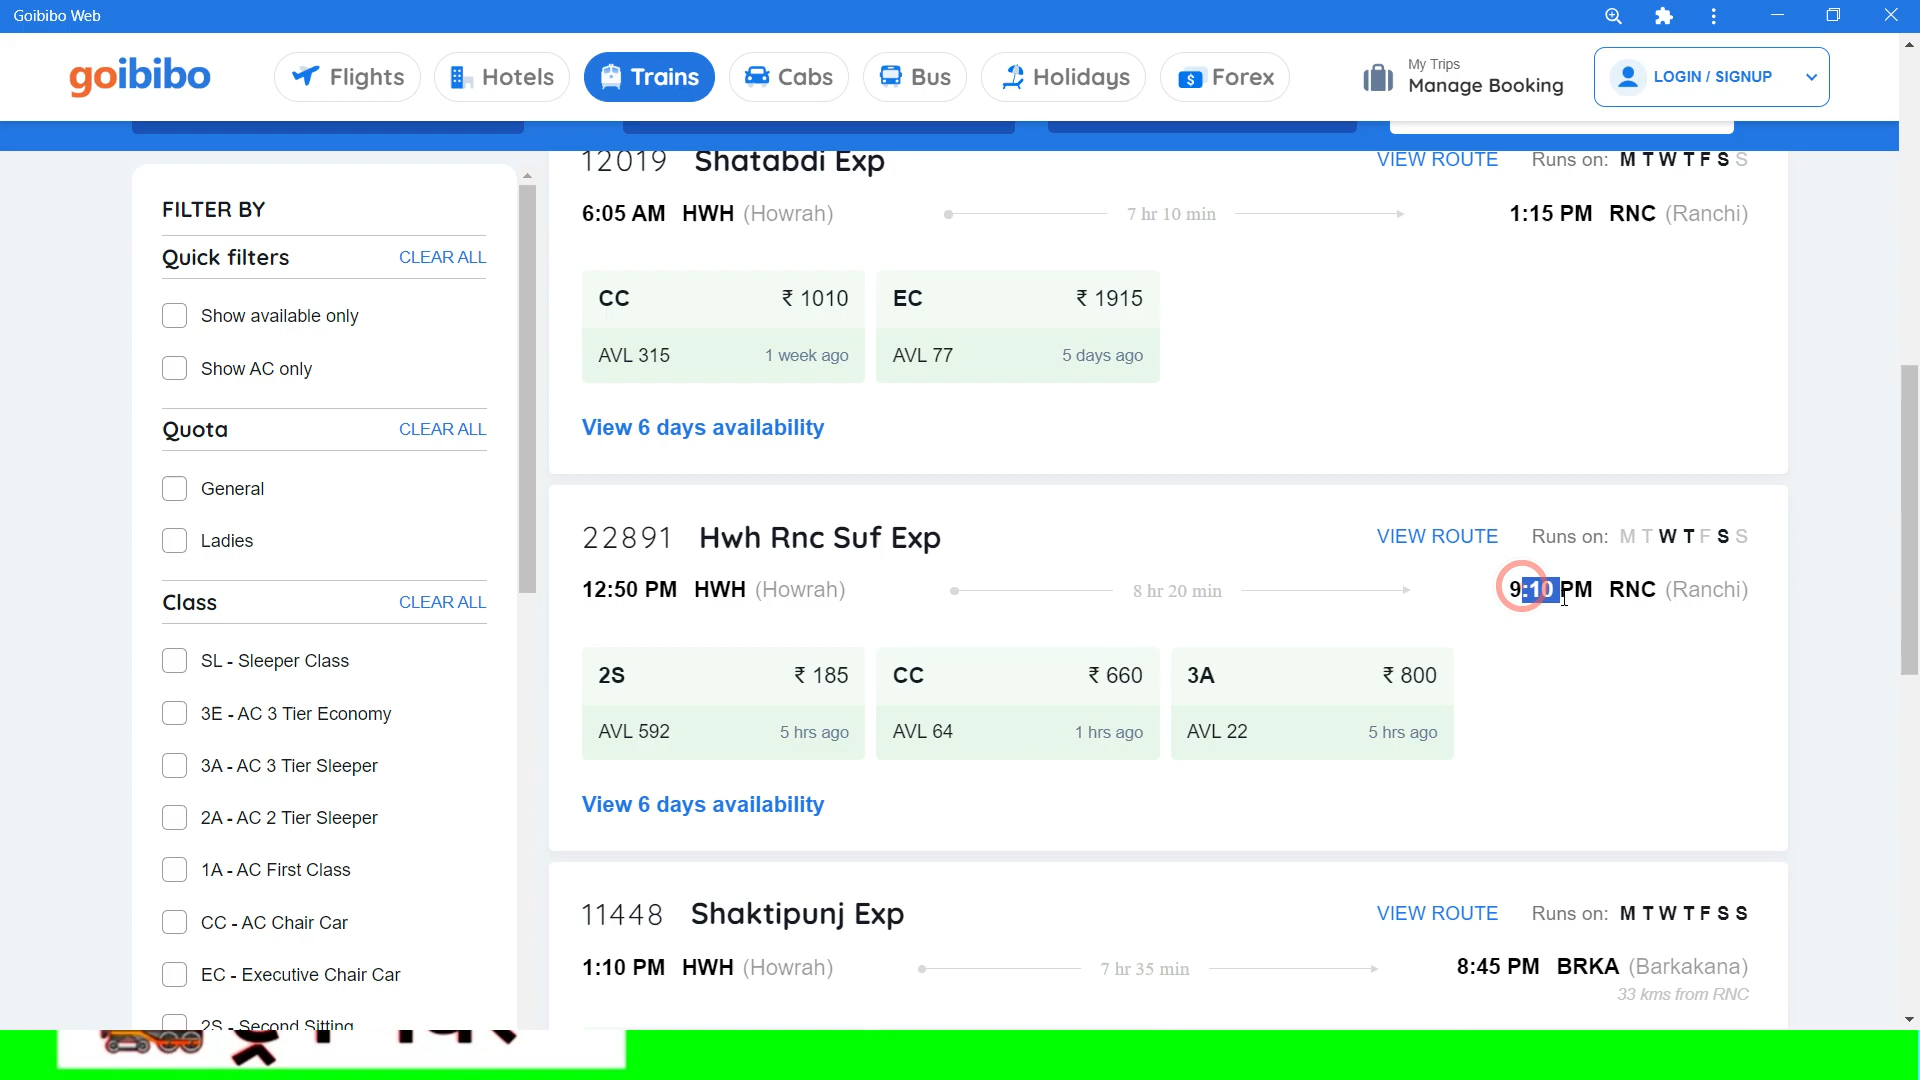 Goibibo Web
goibibo
Flights
Hotels
Trains
Cabs
Bus
Holidays
Forex
My Trips
Manage Booking
LOGIN / SIGNUP
FILTER BY
Quick filters CLEAR ALL
Show available only
Show AC only
Quota CLEAR ALL
General
Ladies
Class CLEAR ALL
SL - Sleeper Class
3E - AC 3 Tier Economy
3A - AC 3 Tier Sleeper
2A - AC 2 Tier Sleeper
1A - AC First Class
CC - AC Chair Car
EC - Executive Chair Car
2S - Second Sitting
12019 Shatabdi Exp VIEW ROUTE Runs on: M T W T F S S
6:05 AM HWH (Howrah) 7 hr 10 min 1:15 PM RNC (Ranchi)
CC ₹ 1010 EC ₹ 1915
AVL 315 1 week ago AVL 77 5 days ago
View 6 days availability
22891 Hwh Rnc Suf Exp VIEW ROUTE Runs on: M T W T F S S
12:50 PM HWH (Howrah) 8 hr 20 min 9:10 PM RNC (Ranchi)
2S ₹ 185 CC ₹ 660 3A ₹ 800
AVL 592 5 hrs ago AVL 64 1 hrs ago AVL 22 5 hrs ago
View 6 days availability
11448 Shaktipunj Exp VIEW ROUTE Runs on: M T W T F S S
1:10 PM HWH (Howrah) 7 hr 35 min 8:45 PM BRKA (Barkakana)
33 kms from RNC